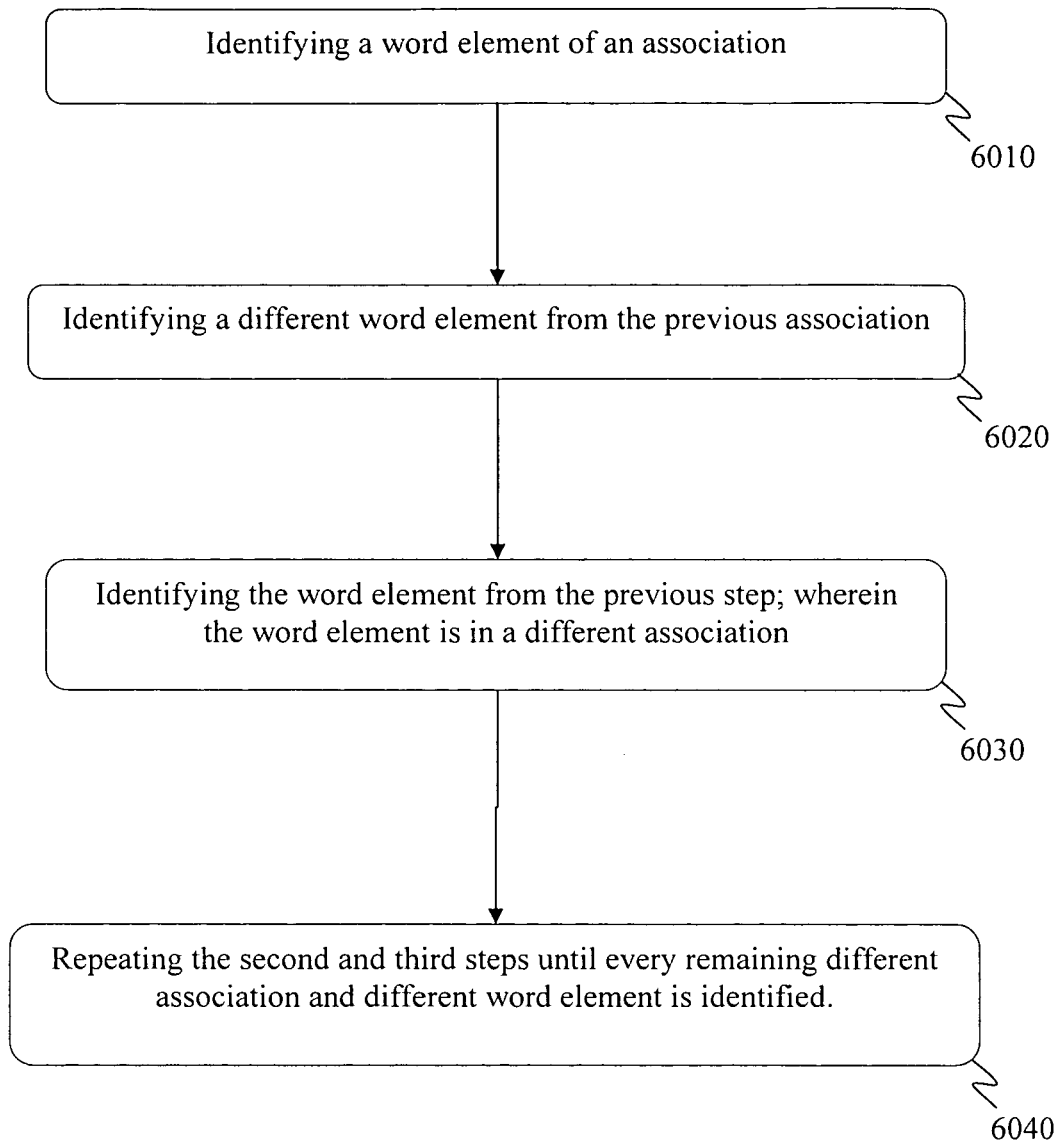 Identifying a word element of an association
6010
Identifying a different word element from the previous association
6020
Identifying the word element from the previous step; wherein
the word element is in a different association
6030
Repeating the second and third steps until every remaining different
association and different word element is identified.
6040